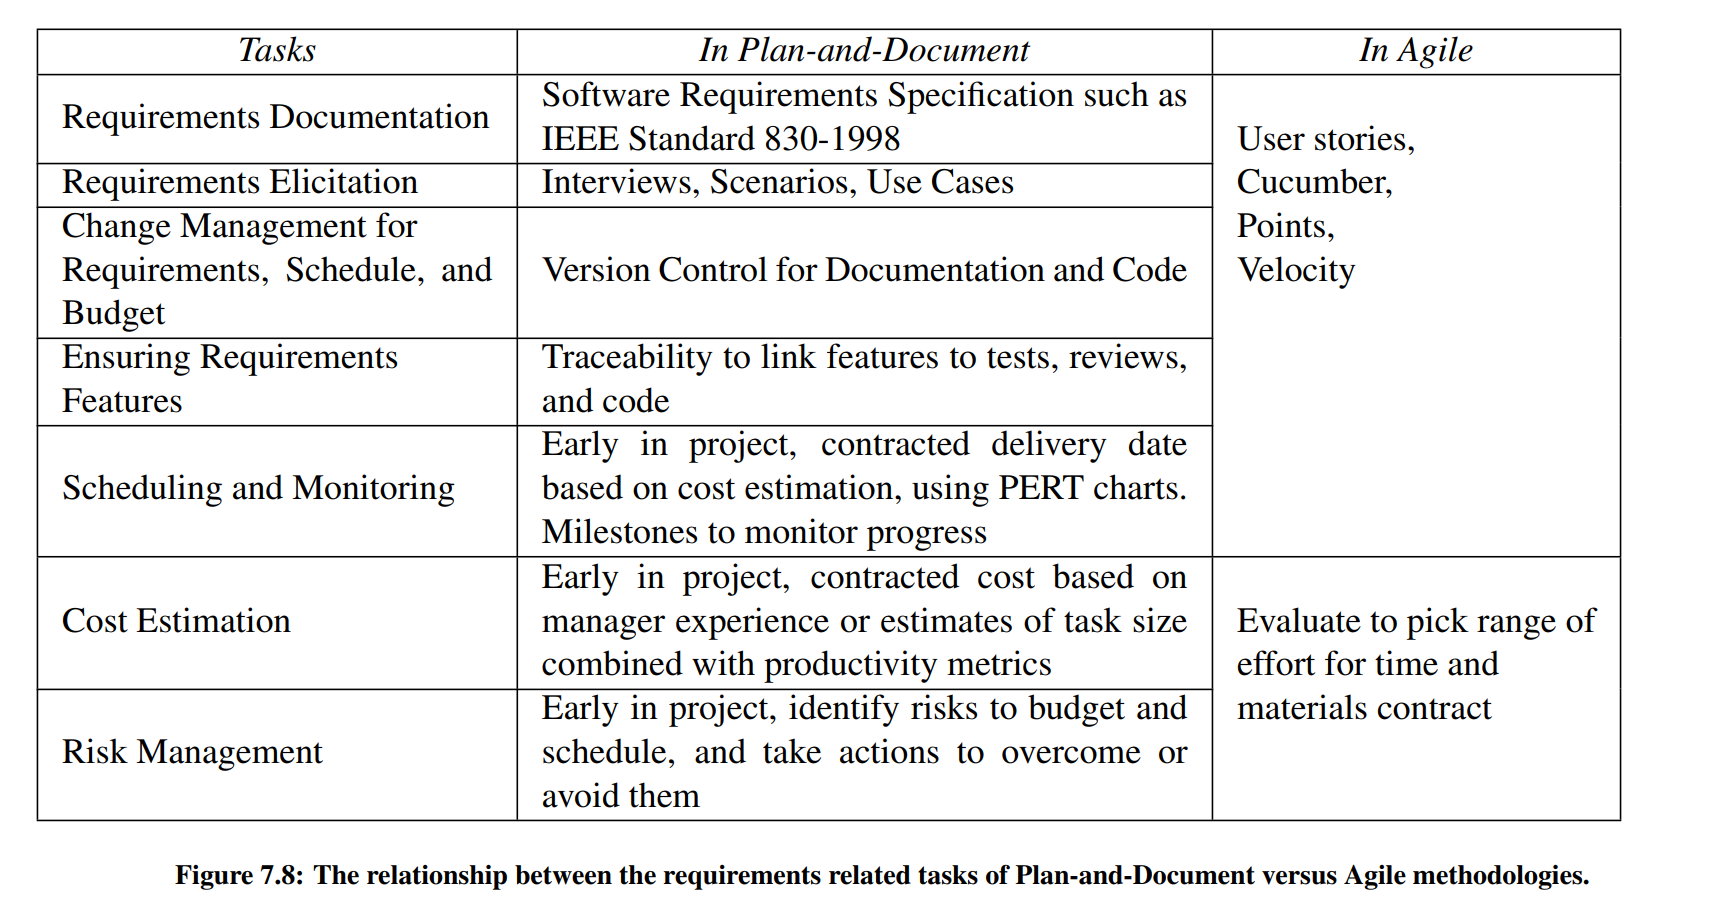 Tasks
In Plan-and-Document
In Agile
Requirements Documentation
Software Requirements Specification such as
IEEE Standard 830-1998
Requirements Elicitation
Interviews, Scenarios, Use Cases
Change Management for
Requirements, Schedule, and
Budget
Version Control for Documentation and Code
Ensuring Requirements
Features
Traceability to link features to tests, reviews,
and code
Scheduling and Monitoring
Early in project, contracted delivery date
based on cost estimation, using PERT charts.
Milestones to monitor progress
User stories,
Cucumber,
Points,
Velocity
Cost Estimation
Early in project, contracted cost based on
manager experience or estimates of task size
combined with productivity metrics
Risk Management
Early in project, identify risks to budget and
schedule, and take actions to overcome or
avoid them
Evaluate to pick range of
effort for time and
materials contract
Figure 7.8: The relationship between the requirements related tasks of Plan-and-Document versus Agile methodologies.